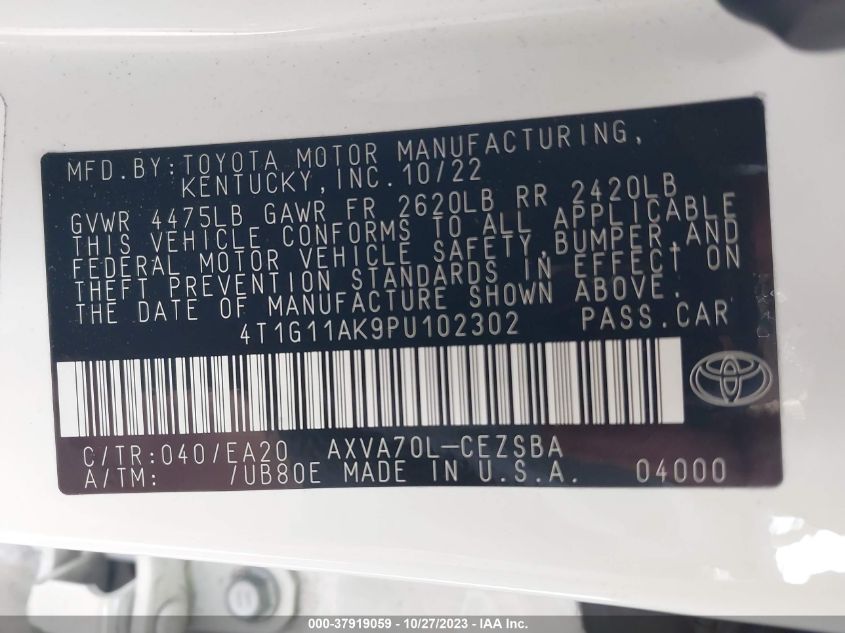 MFD.BY:TOYOTA MOTOR MANUFACTURING,
KENTUCKY,INC.10/22
GVWR 4475LB GAWR FR 2620LB RR 2420LB
THIS VEHICLE CONFORMS TO ALL APPLICABLE
FEDERAL MOTOR VEHICLE SAFETY,BUMPER,AND
THEFT PREVENTION STANDARDS IN EFFECT ON
THE DATE OF MANUFACTURE SHOWN ABOVE.
4T1G11AK9PU102302 PASS.CAR
C/TR:040/EA20 AXVA70L-CEZSBA
A/TM: /UB80E MADE IN U.S.A. 04000
000-37919059 - 10/27/2023 - I AA